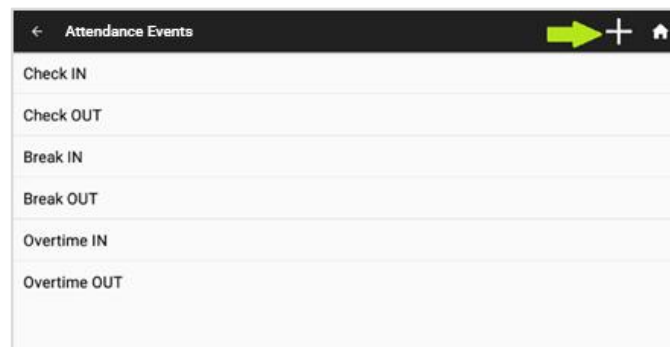 Attendance Events
Check IN
Check OUT
Break IN
Break OUT
Overtime IN
Overtime OUT